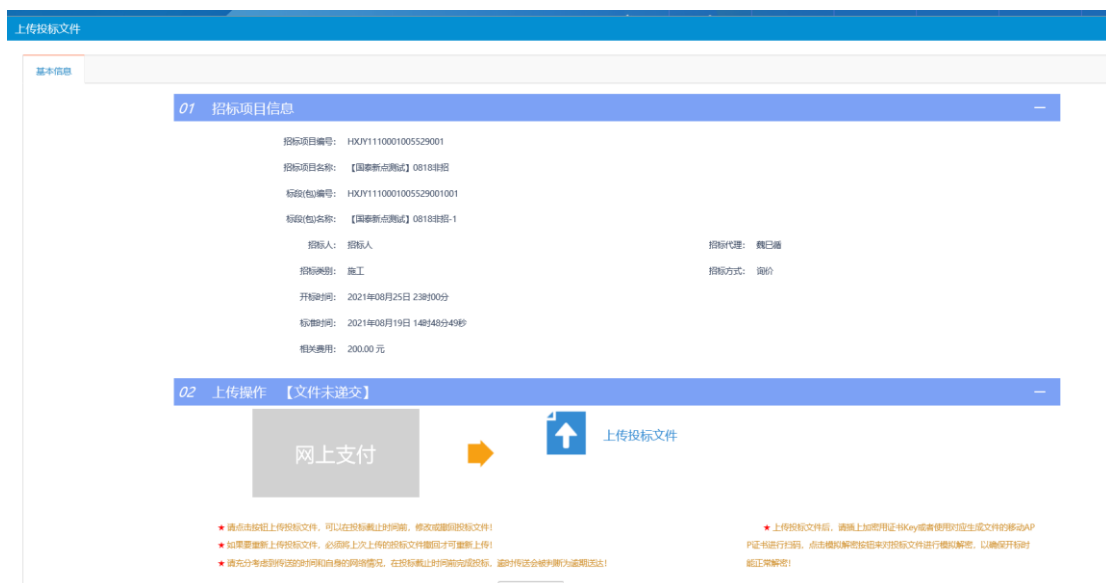 上传投标文件
基本信息
01 招标项目信息
招标项目编号: HXJY1110001005529001
招标项目名称: 【国泰新点测试】0818非招
标段(包)编号: HXJY1110001005529001001
标段(包)名称: 【国泰新点测试】0818非招-1
招标人: 招标人 招标代理:
招标类别: 施工 招标方式: 询价
开标时间: 2021年08月25日 23时00分
标准时间: 2021年08月19日 14时48分49秒
相关费用: 200.00 元
02 上传操作 【文件未递交】
网上支付
上传投标文件
★ 请点击按钮上传投标文件,可以在投标截止时间前,修改或撤回投标文件!
★ 如果要重新上传投标文件,必须将上次上传的投标文件撤回才可重新上传!
★ 请充分考虑到传送的时间和自身的网络情况,在投标截止时间前完成投标,逾时传送会被判断为逾期送达!
★ 上传投标文件后,请插上加密用证书Key或者使用对应生成文件的移动AP
P证书进行扫码,点击模拟解密按钮来对投标文件进行模拟解密,以确保开标时
能正常解密!